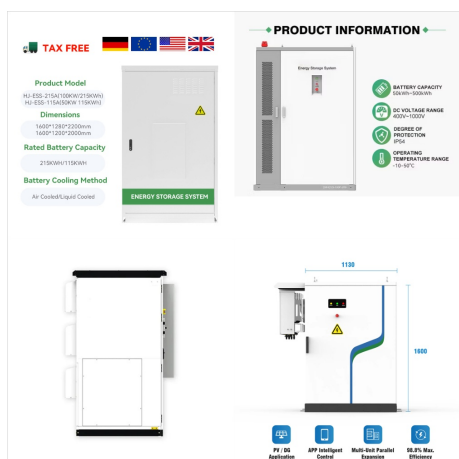 TAX FREE
Product Model
HJ-ESS-215A(100KW/215KWh)
HJ-ESS-115A(50KW 115KWh)
Dimensions
1600*1280*2200mm
1600*1200*2000mm
Rated Battery Capacity
215KWH/115KWH
Battery Cooling Method
Air Cooled/Liquid Cooled
ENERGY STORAGE SYSTEM
PRODUCT INFORMATION
Energy Storage System
BATTERY CAPACITY
50kWh~500kWh
DC VOLTAGE RANGE
400V~1000V
DEGREE OF
PROTECTION
IP54
OPERATING
TEMPERATURE RANGE
-10~50°C
1130
1600
PV / DG
Application
APP Intelligent
Control
Multi-Unit Parallel
Expansion
98.0% Max.
Efficiency